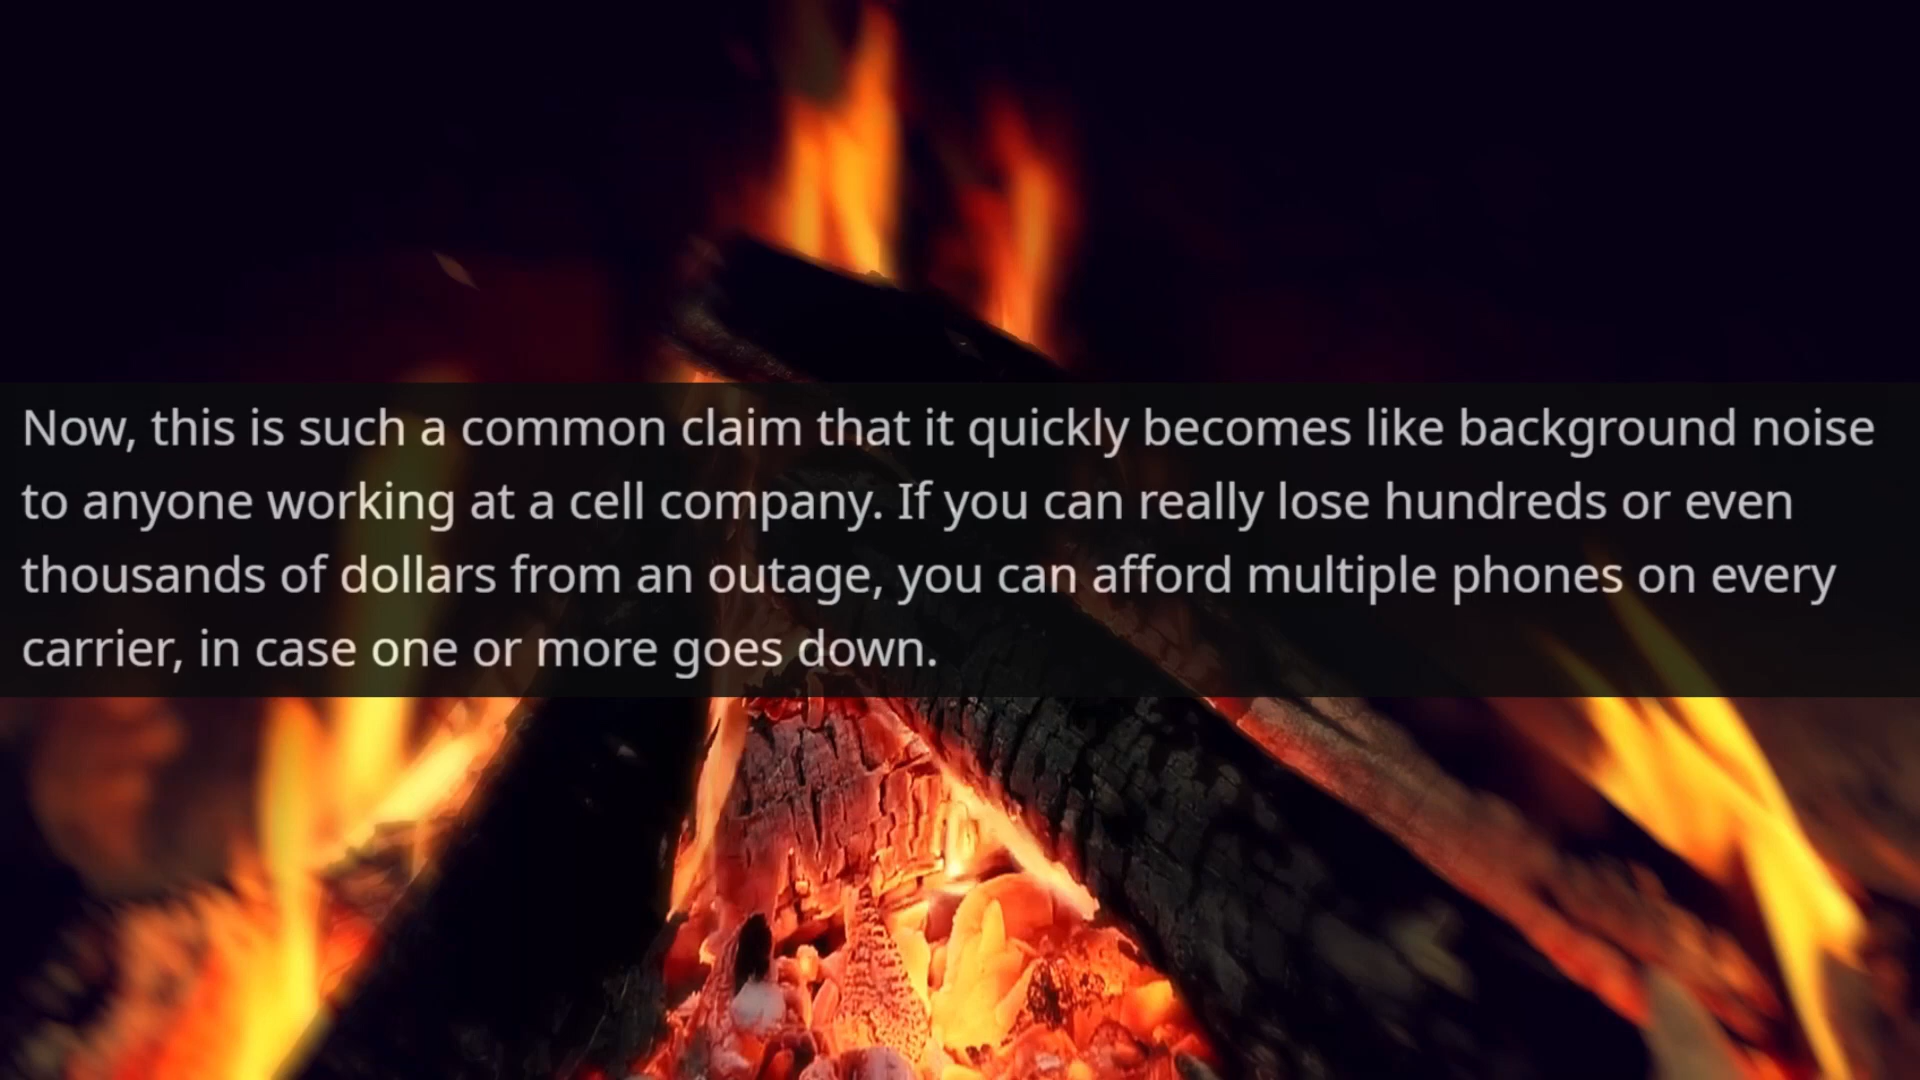 Now, this is such a common claim that it quickly becomes like background noise
to anyone working at a cell company. If you can really lose hundreds or even
thousands of dollars from an outage, you can afford multiple phones on every
carrier, in case one or more goes down.